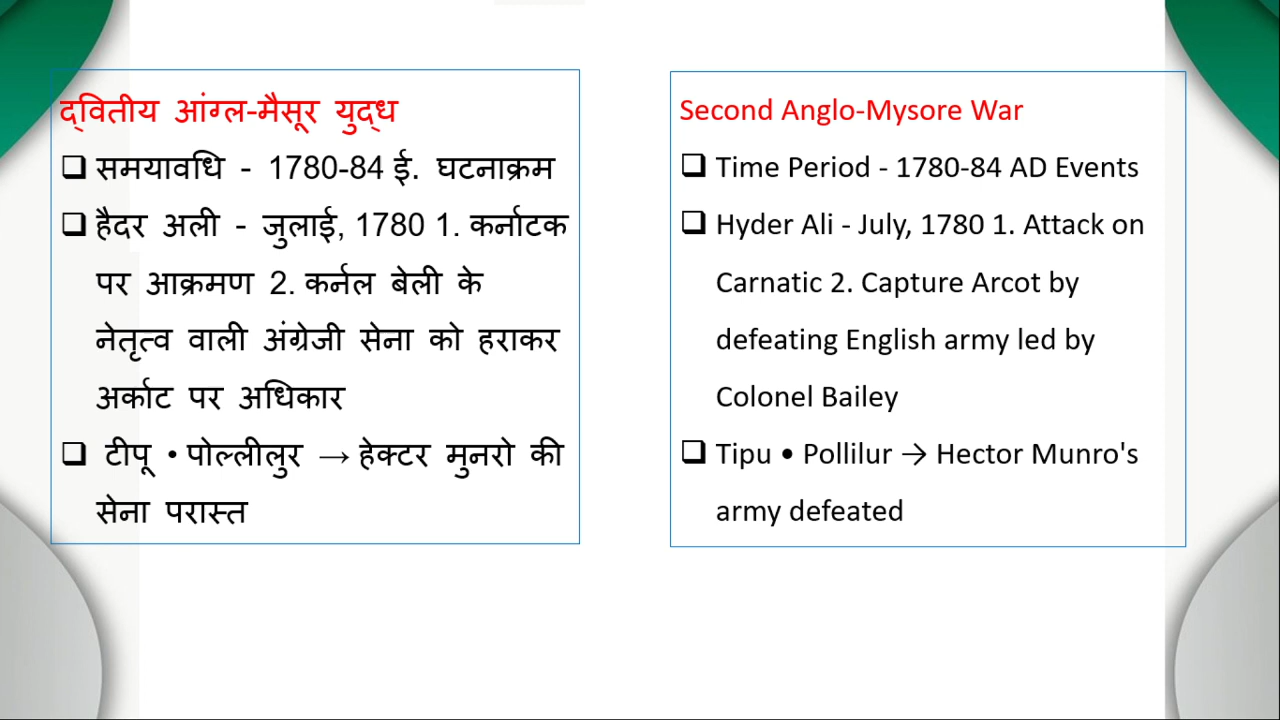 द्वितीय आंग्ल-मैसूर युद्ध
❑ समयावधि - 1780-84 ई. घटनाक्रम
❑ हैदर अली - जुलाई, 1780 1. कर्नाटक
पर आक्रमण 2. कर्नल बेली के
नेतृत्व वाली अंग्रेजी सेना को हराकर
अर्काट पर अधिकार
❑ टीपू • पोल्लीलुर → हेक्टर मुनरो की
सेना परास्त
Second Anglo-Mysore War
❑ Time Period - 1780-84 AD Events
❑ Hyder Ali - July, 1780 1. Attack on
Carnatic 2. Capture Arcot by
defeating English army led by
Colonel Bailey
❑ Tipu • Pollilur → Hector Munro's
army defeated